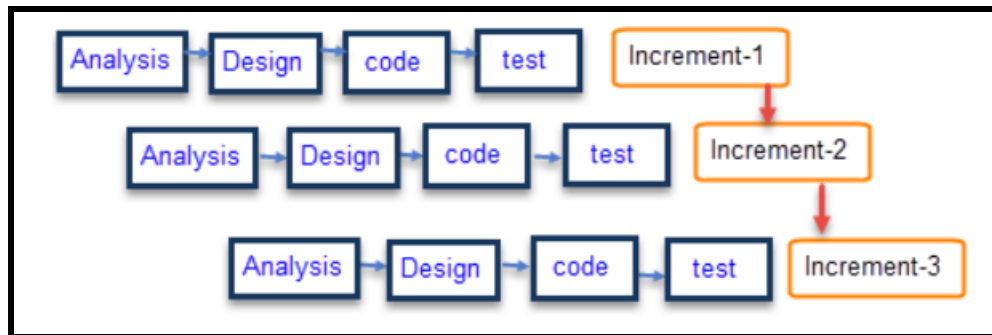 Analysis Design code test Increment-1
Analysis Design code test Increment-2
Analysis Design code test Increment-3